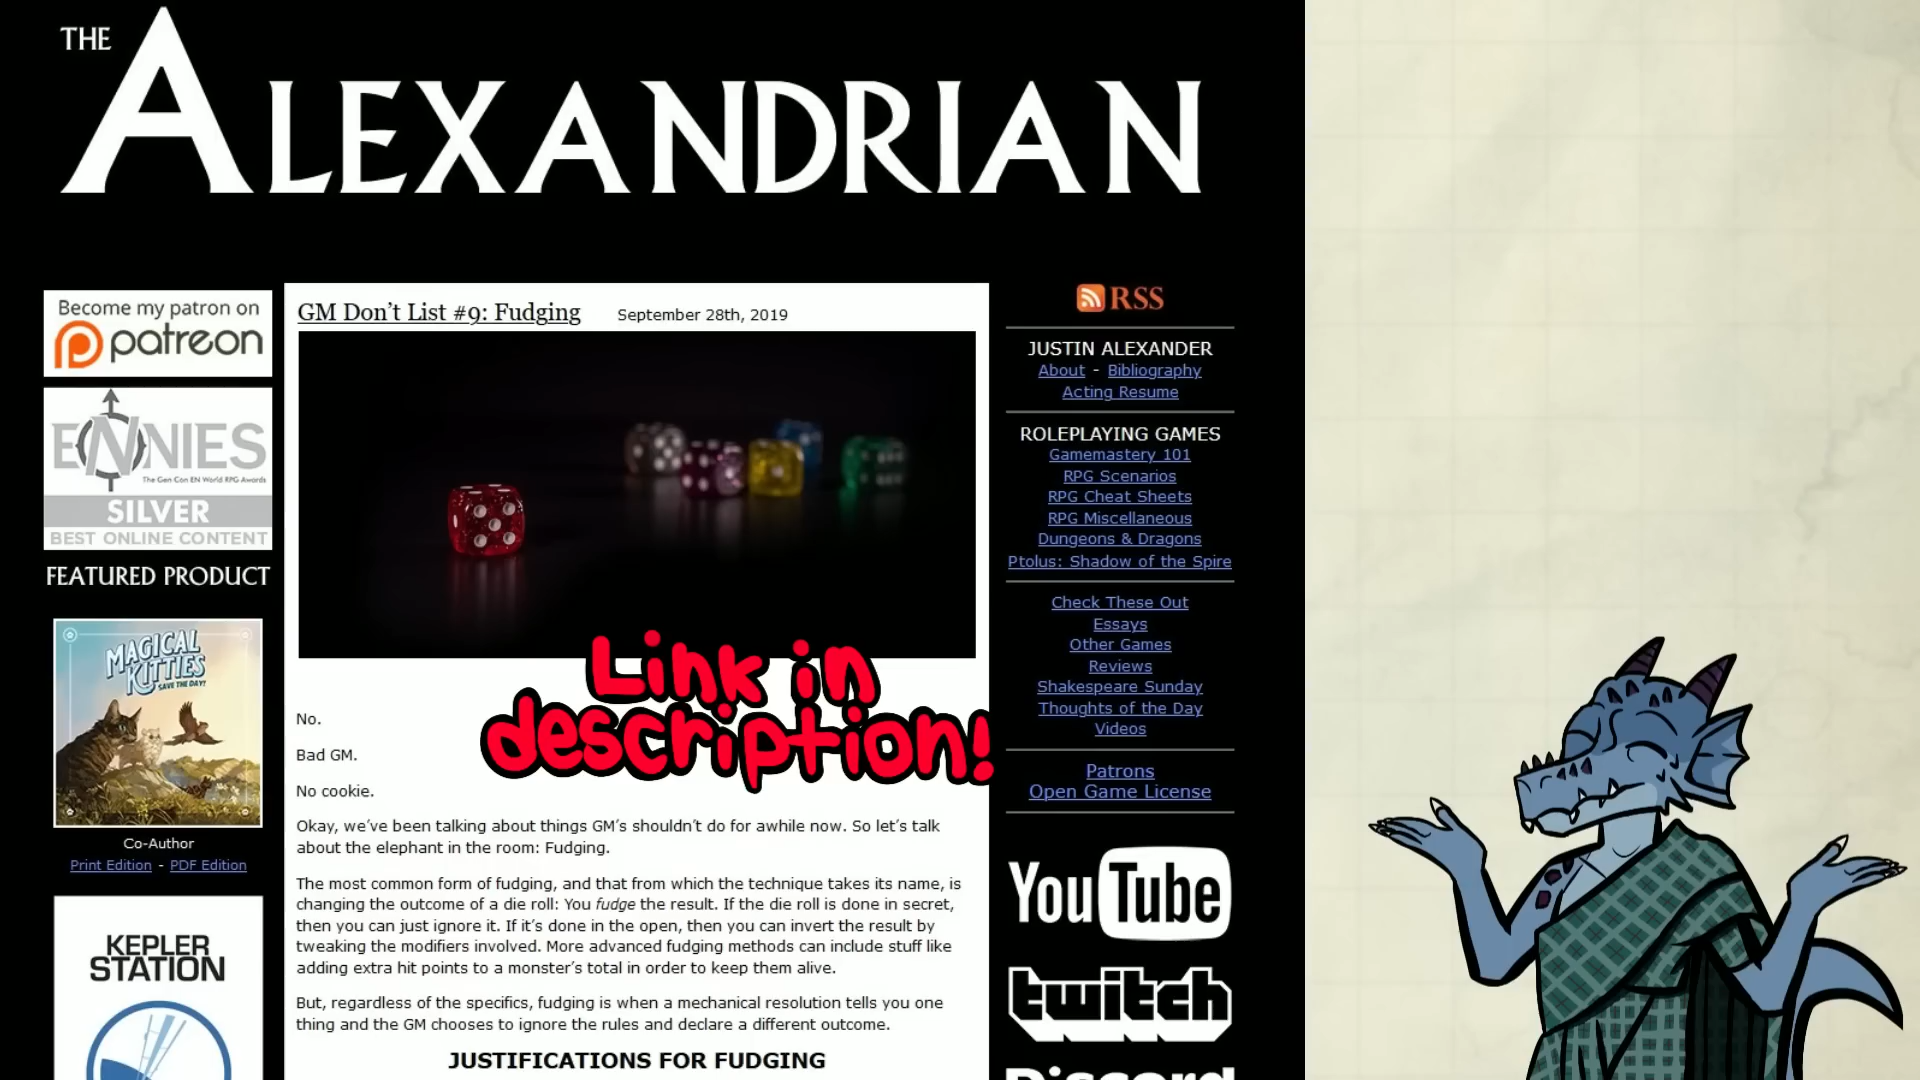 THE
ALEXANDRIAN
Become my patron on
patreon
ENNIES
The Gen Con EN World RPG Awards
SILVER
BEST ONLINE CONTENT
FEATURED PRODUCT
MAGICAL
KITTIES
SAVE THE DAY!
Co-Author
Print Edition - PDF Edition
KEPLER
STATION
GM Don't List #9: Fudging September 28th, 2019
Link in
description!
No.
Bad GM.
No cookie.
Okay, we've been talking about things GM's shouldn't do for awhile now. So let's talk
about the elephant in the room: Fudging.
The most common form of fudging, and that from which the technique takes its name, is
changing the outcome of a die roll: You fudge the result. If the die roll is done in secret,
then you can just ignore it. If it's done in the open, then you can invert the result by
tweaking the modifiers involved. More advanced fudging methods can include stuff like
adding extra hit points to a monster's total in order to keep them alive.
But, regardless of the specifics, fudging is when a mechanical resolution tells you one
thing and the GM chooses to ignore the rules and declare a different outcome.
JUSTIFICATIONS FOR FUDGING
RSS
JUSTIN ALEXANDER
About - Bibliography
Acting Resume
ROLEPLAYING GAMES
Gamemastery 101
RPG Scenarios
RPG Cheat Sheets
RPG Miscellaneous
Dungeons & Dragons
Ptolus: Shadow of the Spire
Check These Out
Essays
Other Games
Reviews
Shakespeare Sunday
Thoughts of the Day
Videos
Patrons
Open Game License
YouTube
twitch
Discord